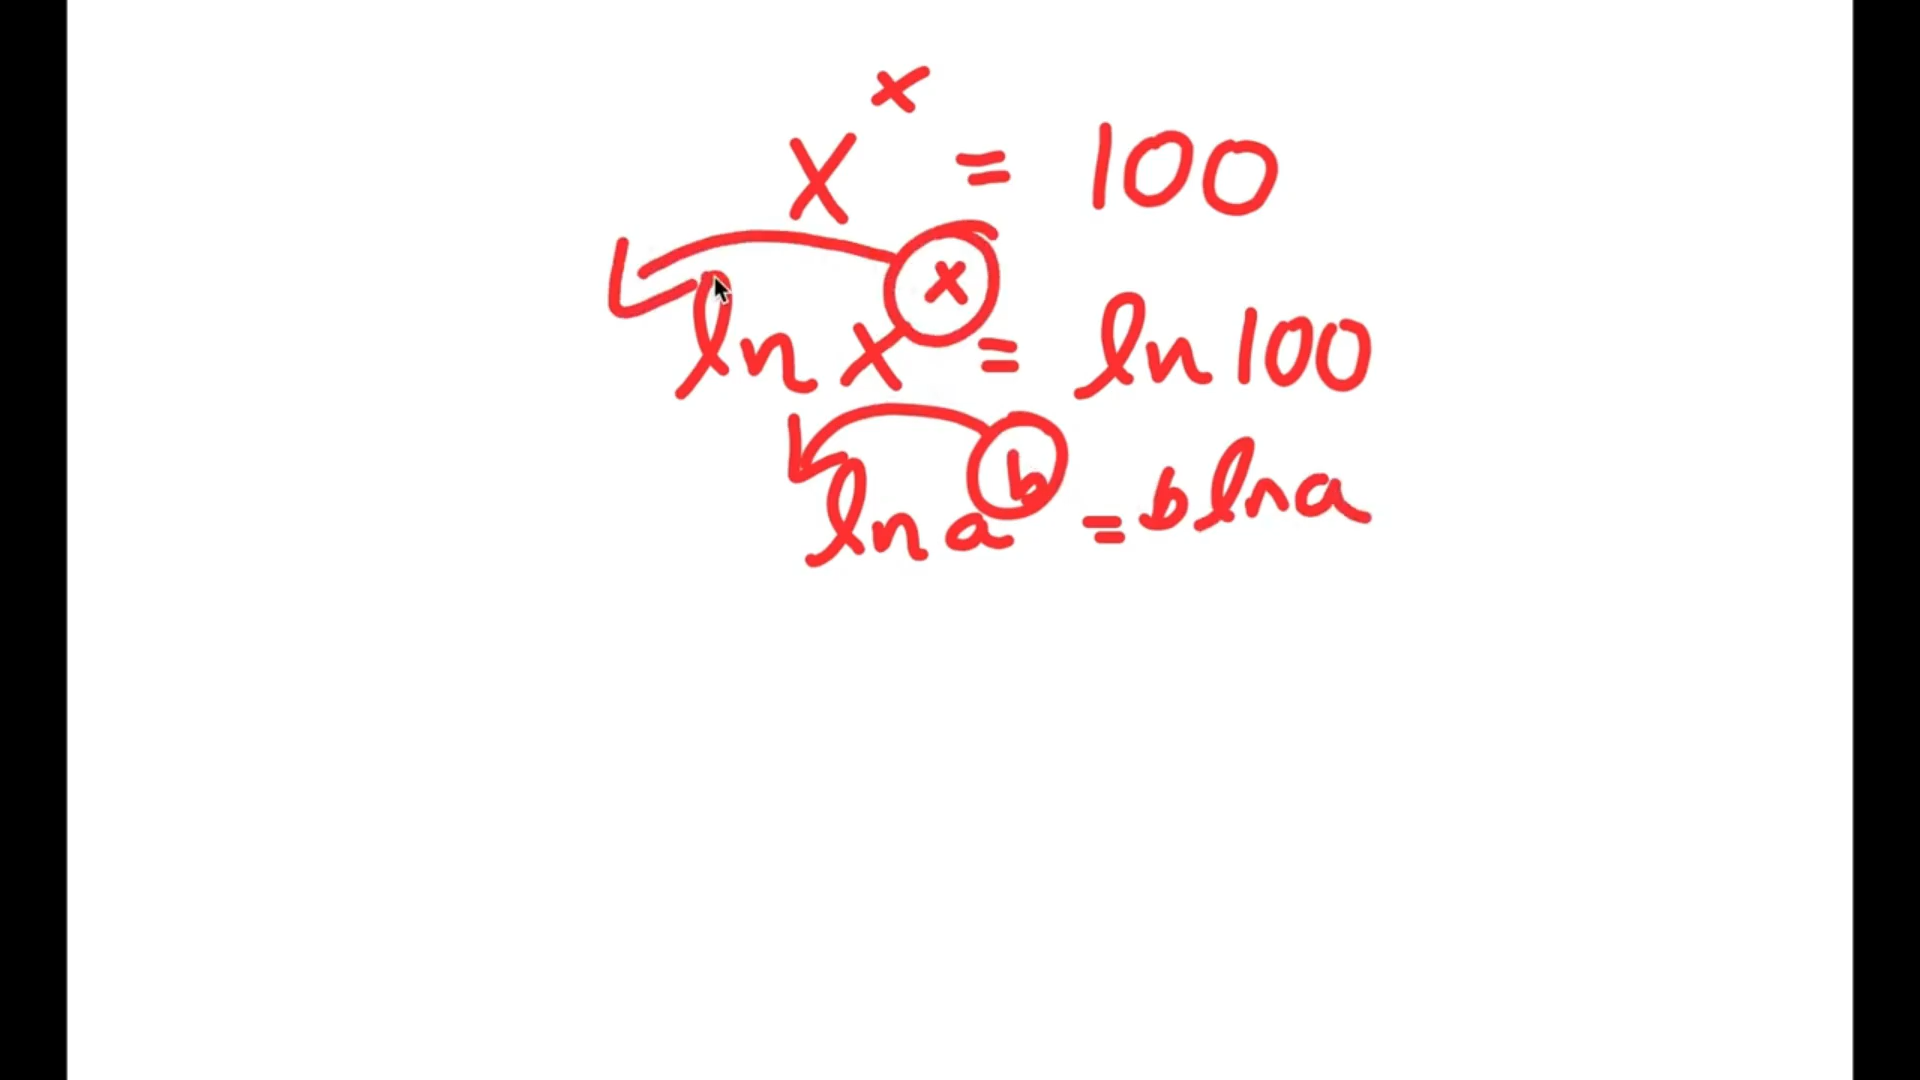 x^x = 100
ln x^x = ln 100
ln a^b = b ln a